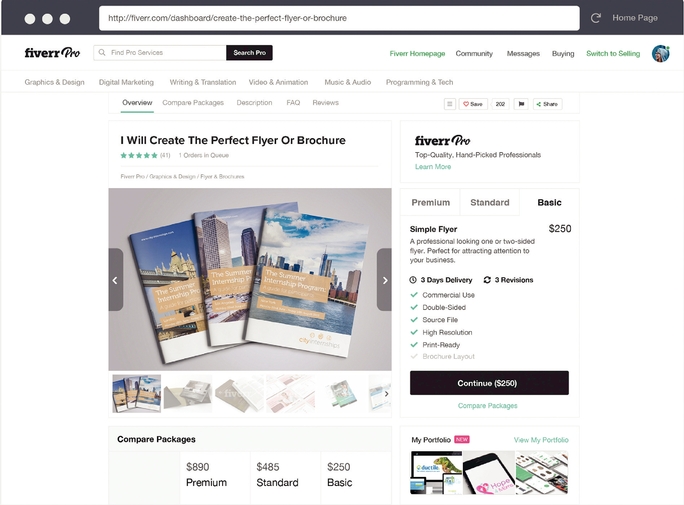 http://fiverr.com/dashboard/create-the-perfect-flyer-or-brochure
Home Page
fiverr Pro
Find Pro Services
Search Pro
Fiverr Homepage
Community
Messages
Buying
Switch to Selling
Graphics & Design
Digital Marketing
Writing & Translation
Video & Animation
Music & Audio
Programming & Tech
Overview
Compare Packages
Description
FAQ
Reviews
Save
202
Share
I Will Create The Perfect Flyer Or Brochure
(41)
1 Orders in Queue
Fiverr Pro / Graphics & Design / Flyer & Brochures
The Summer
Internship Program
The Summer
Internship Program
The Summer
Internship Program:
cityinternships
Compare Packages
$890
$485
$250
Premium
Standard
Basic
fiverr Pro
Top-Quality, Hand-Picked Professionals
Learn More
Premium
Standard
Basic
Simple Flyer
$250
A professional looking one or two-sided
flyer. Perfect for attracting attention to
your business.
3 Days Delivery
3 Revisions
Commercial Use
Double-Sided
Source File
High Resolution
Print-Ready
Brochure Layout
Continue ($250)
Compare Packages
My Portfolio
NEW
View My Portfolio
ductile
Hope